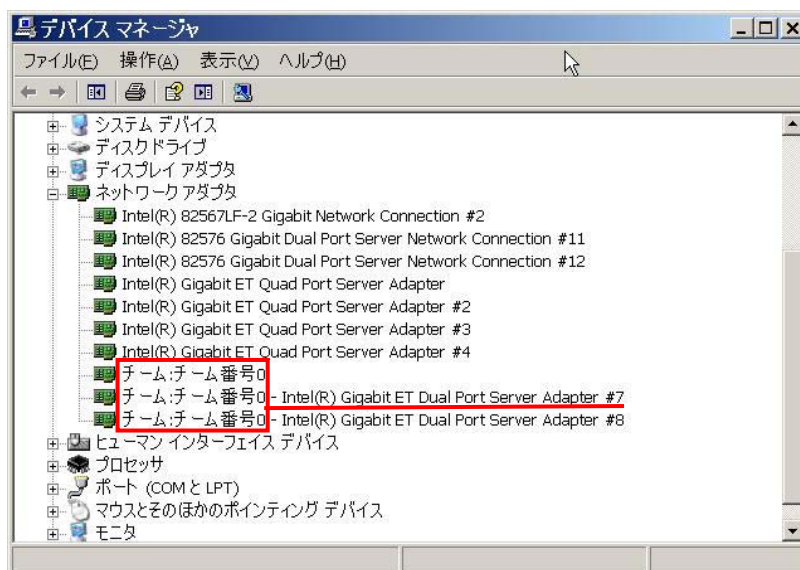 デバイス マネージャ
ファイル(F) 操作(A) 表示(V) ヘルプ(H)
システム デバイス
ディスク ドライブ
ディスプレイ アダプタ
ネットワーク アダプタ
Intel(R) 82567LF-2 Gigabit Network Connection #2
Intel(R) 82576 Gigabit Dual Port Server Network Connection #11
Intel(R) 82576 Gigabit Dual Port Server Network Connection #12
Intel(R) Gigabit ET Quad Port Server Adapter
Intel(R) Gigabit ET Quad Port Server Adapter #2
Intel(R) Gigabit ET Quad Port Server Adapter #3
Intel(R) Gigabit ET Quad Port Server Adapter #4
チーム:チーム番号0
チーム:チーム番号0 - Intel(R) Gigabit ET Dual Port Server Adapter #7
チーム:チーム番号0 - Intel(R) Gigabit ET Dual Port Server Adapter #8
ヒューマン インターフェイス デバイス
プロセッサ
ポート (COM と LPT)
マウスとそのほかのポインティング デバイス
モニタ